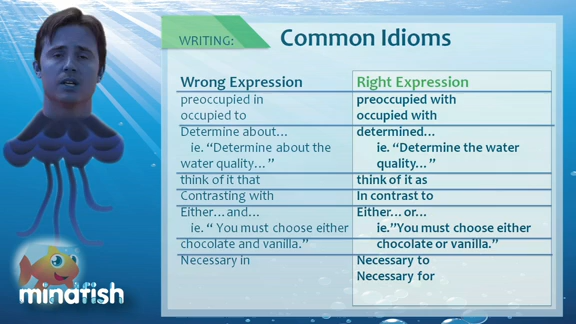 WRITING: Common Idioms
Wrong Expression Right Expression
preoccupied in preoccupied with
occupied to occupied with
Determine about... determined...
ie. “Determine about the ie. “Determine the water
water quality... ” quality... ”
think of it that think of it as
Contrasting with In contrast to
Either... and... Either... or...
ie. “ You must choose either ie.”You must choose either
chocolate and vanilla.” chocolate or vanilla.”
Necessary in Necessary to
Necessary for
mindfish